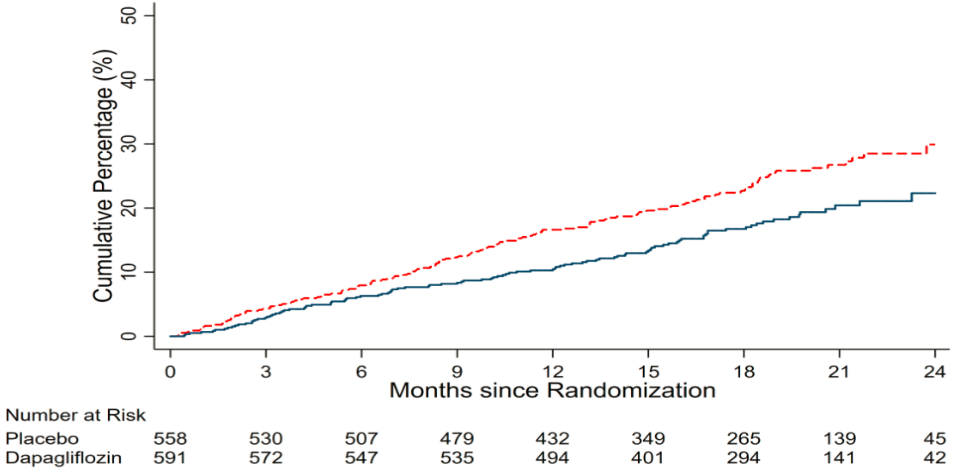 50
40
30
20
10
0
Cumulative Percentage (%)
0 3 6 9 12 15 18 21 24
Months since Randomization
Number at Risk
Placebo 558 530 507 479 432 349 265 139 45
Dapagliflozin 591 572 547 535 494 401 294 141 42